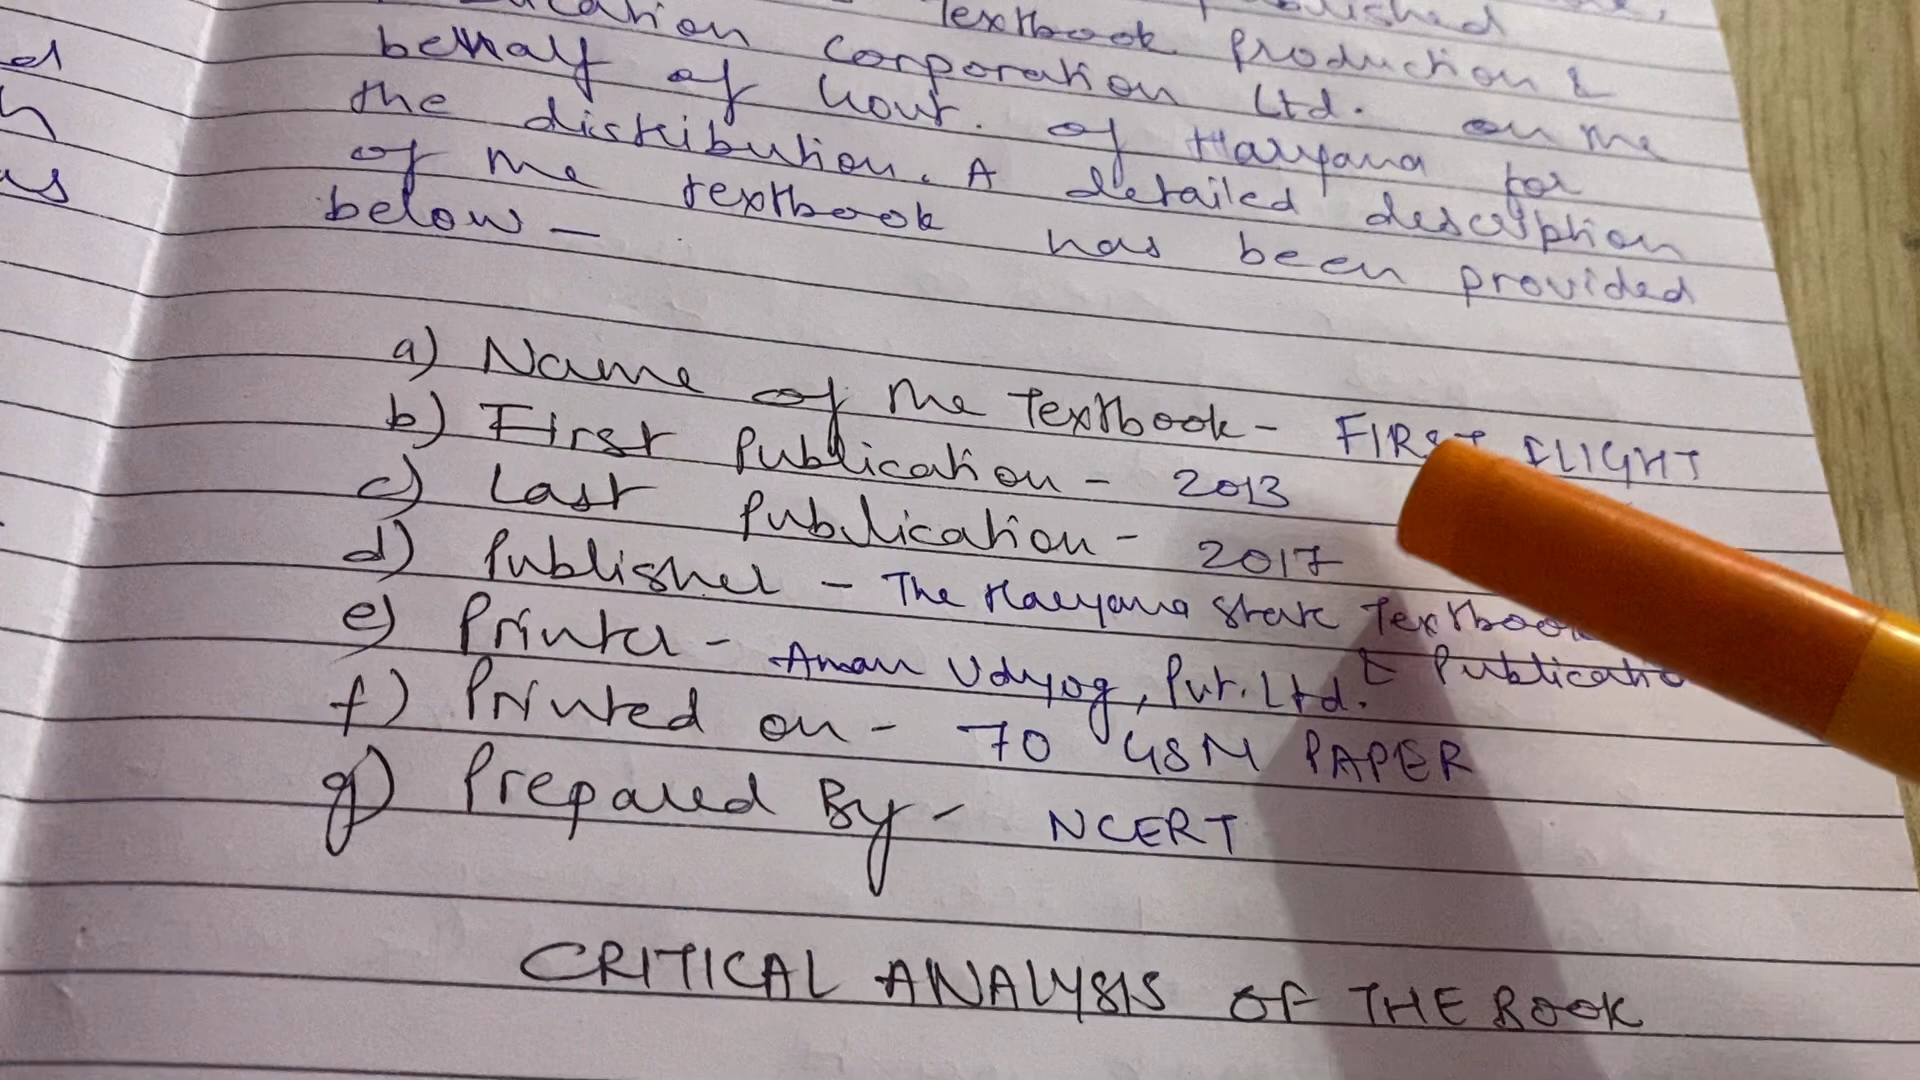 Textbook Production &
Corporation Ltd. on the
behalf of Govt. of Haryana for
the distribution. A detailed description
of the textbook has been provided
below —
a) Name of the Textbook - FIRST FLIGHT
b) First Publication - 2013
c) Last Publication - 2017
d) Publisher - The Haryana State Textbook
& Publicatio
e) Printer - Aman Udyog, Pvt. Ltd.
f) Printed on - 70 GSM PAPER
g) Prepared By - NCERT
CRITICAL ANALYSIS OF THE BOOK